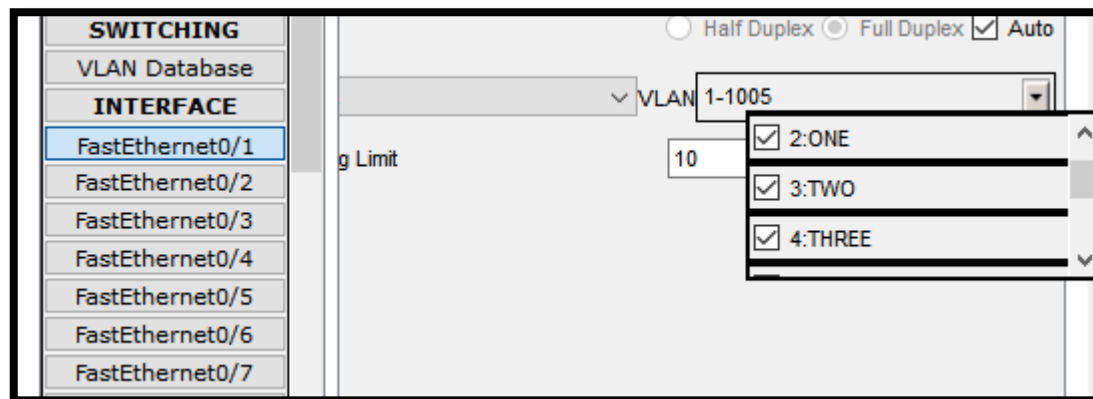 SWITCHING
Half Duplex Full Duplex Auto
VLAN Database
INTERFACE
VLAN 1-1005
FastEthernet0/1
2:ONE
g Limit
10
FastEthernet0/2
3:TWO
FastEthernet0/3
4:THREE
FastEthernet0/4
FastEthernet0/5
FastEthernet0/6
FastEthernet0/7